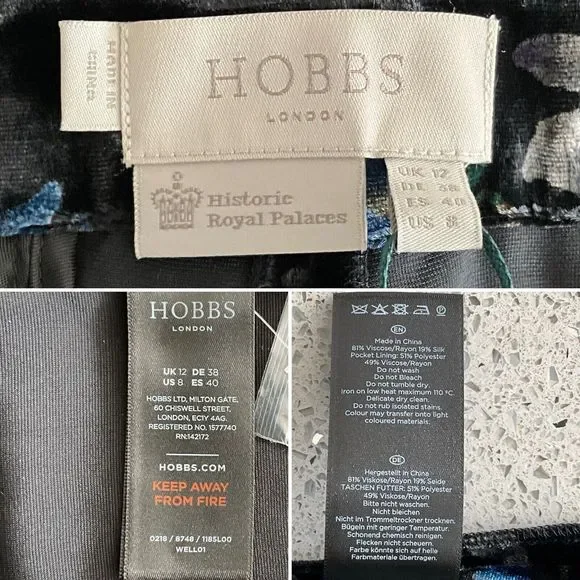 MADE IN
CHINA
HOBBS
LONDON
Historic
Royal Palaces
UK 12
DE 38
ES 40
US 8
HOBBS
LONDON
UK 12 DE 38
US 8 ES 40
HOBBS LTD, MILTON GATE,
60 CHISWELL STREET,
LONDON, EC1Y 4AG.
REGISTERED NO. 1577740
RN:142172
HOBBS.COM
KEEP AWAY
FROM FIRE
0218 / 8748 / 1185L00
WELL01
EN
Made in China
81% Viscose/Rayon 19% Silk
Pocket Lining: 51% Polyester
49% Viscose/Rayon
Do not wash
Do not Bleach
Do not tumble dry.
Iron on low heat maximum 110 °C
Delicate dry clean.
Do not rub isolated stains.
Colour may transfer onto light
coloured materials.
DE
Hergestellt in China
81% Viskose/Rayon 19% Seide
TASCHEN FUTTER: 51% Polyester
49% Viskose/Rayon
Bitte nicht waschen.
Nicht bleichen
Nicht im Trommeltrockner trocknen.
Bügeln mit geringer Temperatur.
Schonend chemisch reinigen.
Flecken nicht scheuern.
Farbe könnte sich auf helle
Farbmaterialie übertragen.